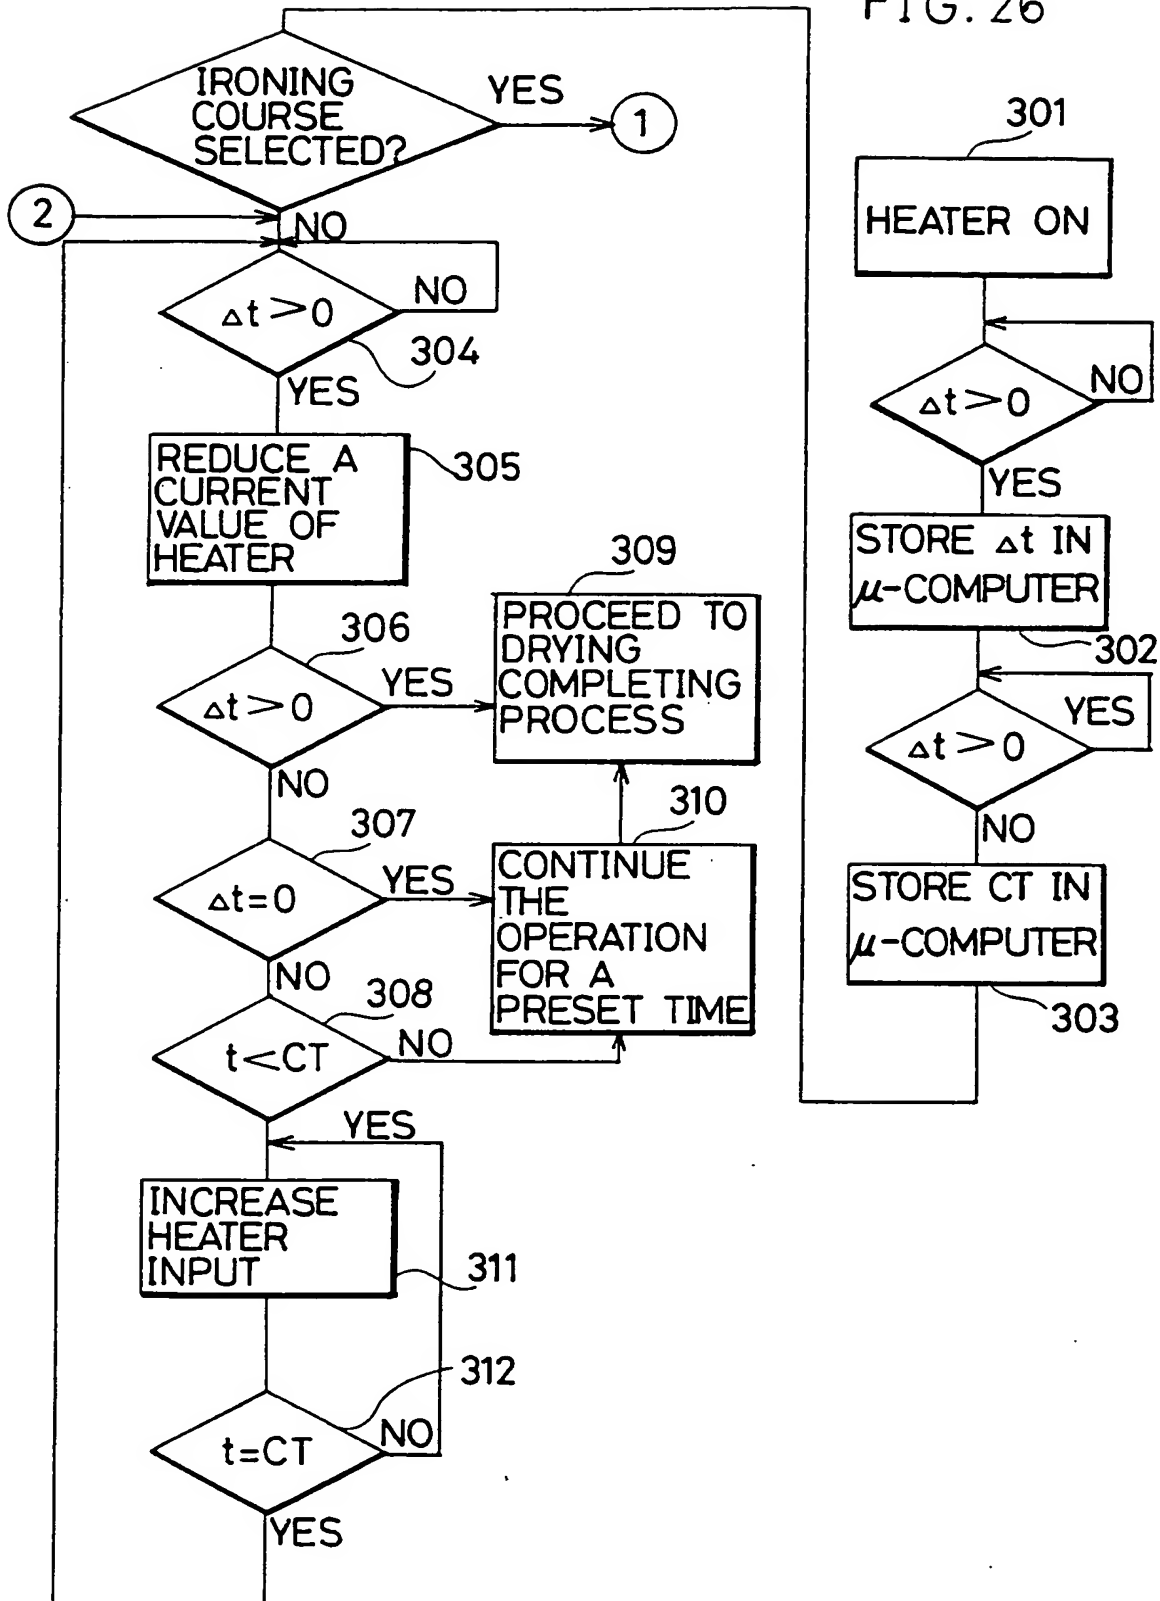 FIG. 26
IRONING
COURSE
SELECTED?
YES
1
2
NO
Δt>0
NO
304
YES
REDUCE A
CURRENT
VALUE OF
HEATER
305
306
Δt>0
YES
309
PROCEED TO
DRYING
COMPLETING
PROCESS
NO
307
Δt=0
YES
310
CONTINUE
THE
OPERATION
FOR A
PRESET TIME
NO
308
t<CT
NO
YES
INCREASE
HEATER
INPUT
311
312
t=CT
NO
YES
301
HEATER ON
Δt>0
NO
YES
STORE Δt IN
μ-COMPUTER
302
Δt>0
YES
NO
STORE CT IN
μ-COMPUTER
303